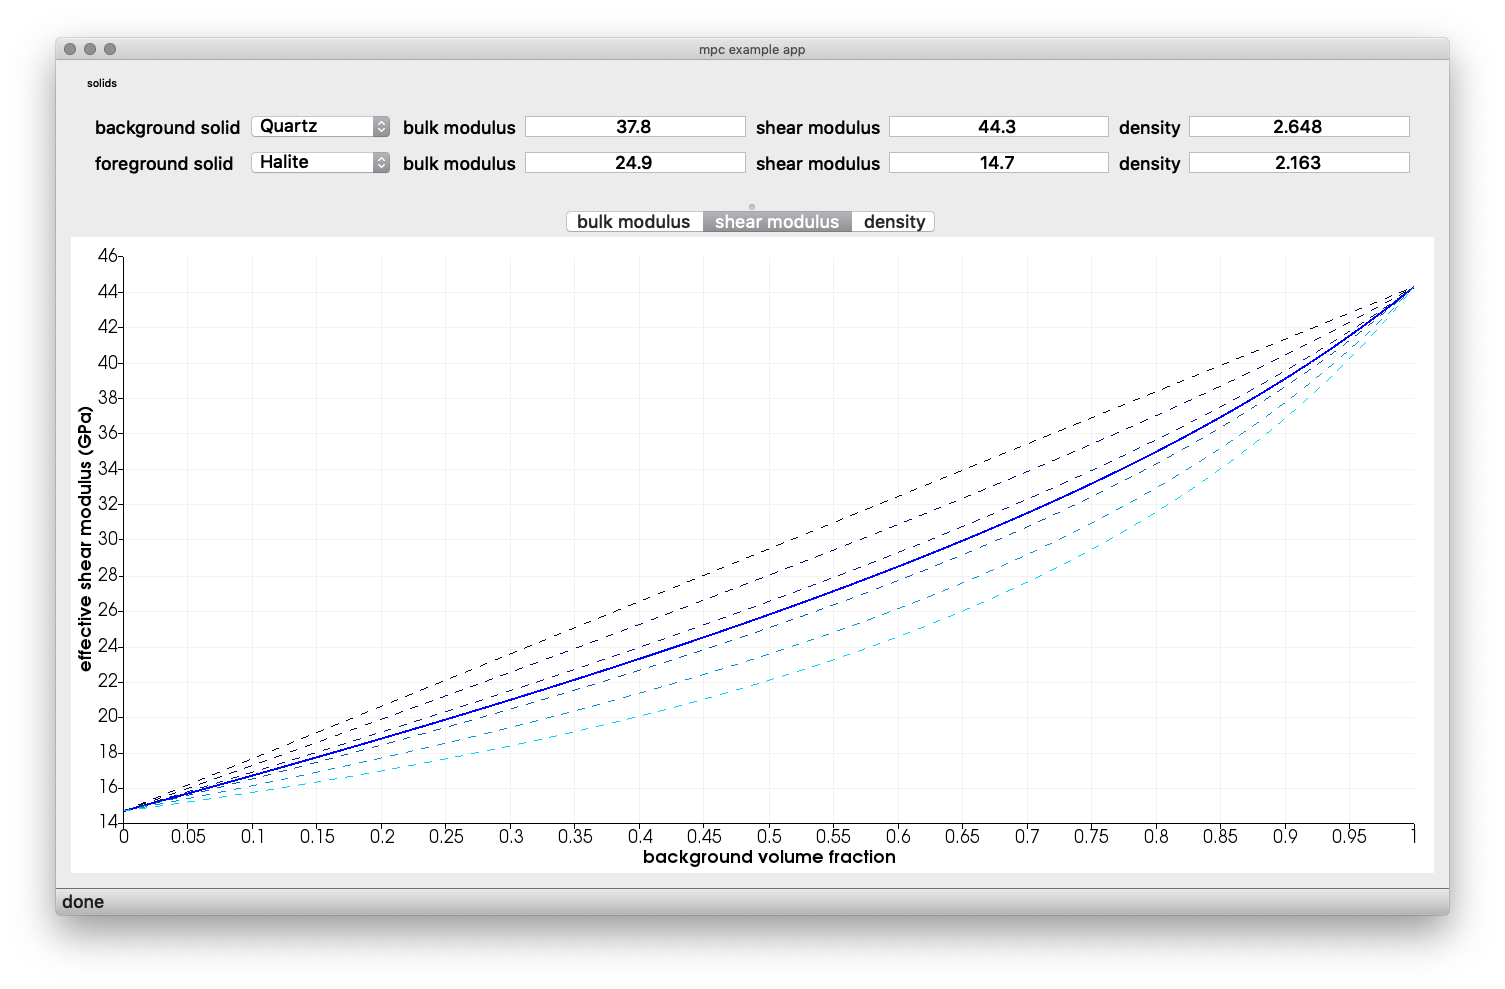 mpc example app
solids
background solid Quartz bulk modulus 37.8 shear modulus 44.3 density 2.648
foreground solid Halite bulk modulus 24.9 shear modulus 14.7 density 2.163
bulk modulus shear modulus density
46
44
42
40
38
36
34
32
30
28
26
24
22
20
18
16
14
effective shear modulus (GPa)
0 0.05 0.1 0.15 0.2 0.25 0.3 0.35 0.4 0.45 0.5 0.55 0.6 0.65 0.7 0.75 0.8 0.85 0.9 0.95 1
background volume fraction
done